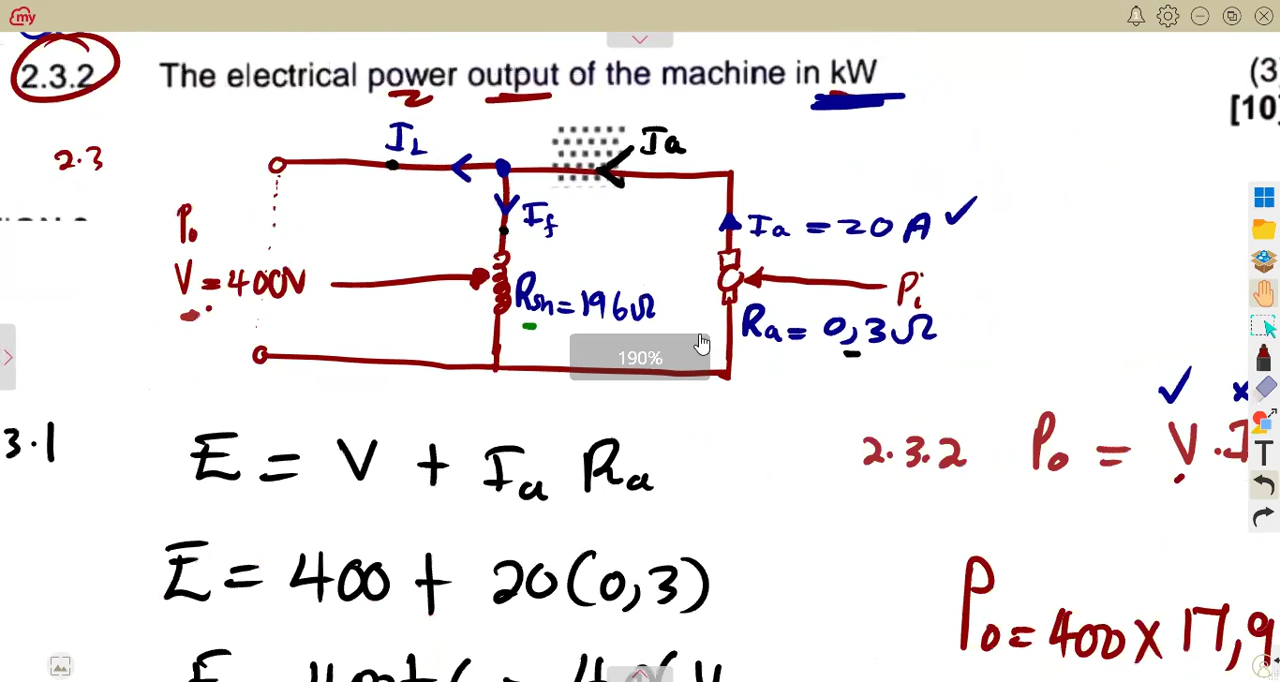 my
2.3.2 The electrical power output of the machine in kW (3
[10]
2.3
IL
Ia
If
Ia = 20 A ✓
Po
V = 400V
Rsh = 196Ω
Pi
Ra = 0,3Ω
190%
3.1
E = V + Ia Ra
2.3.2 Po = V . I
E = 400 + 20(0,3)
Po = 400 x 17,9
T